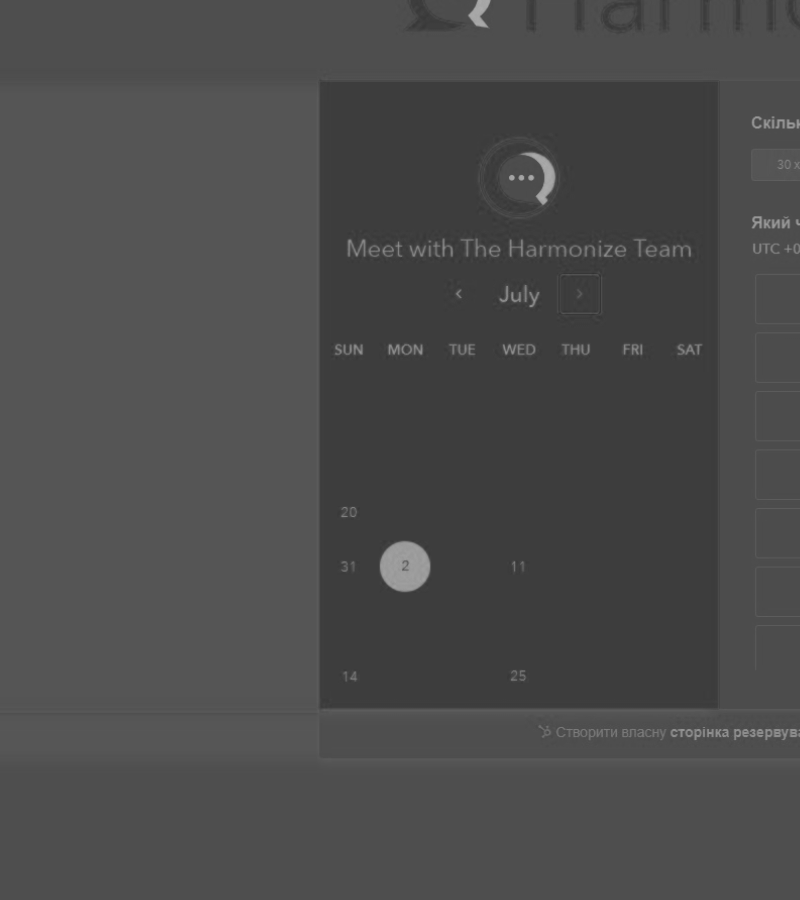 Harmo
Meet with The Harmonize Team
July
SUN MON TUE WED THU FRI SAT
20
31 2 11
14 25
Скільк
30 х
Який ч
UTC +0
Створити власну сторінка резервува